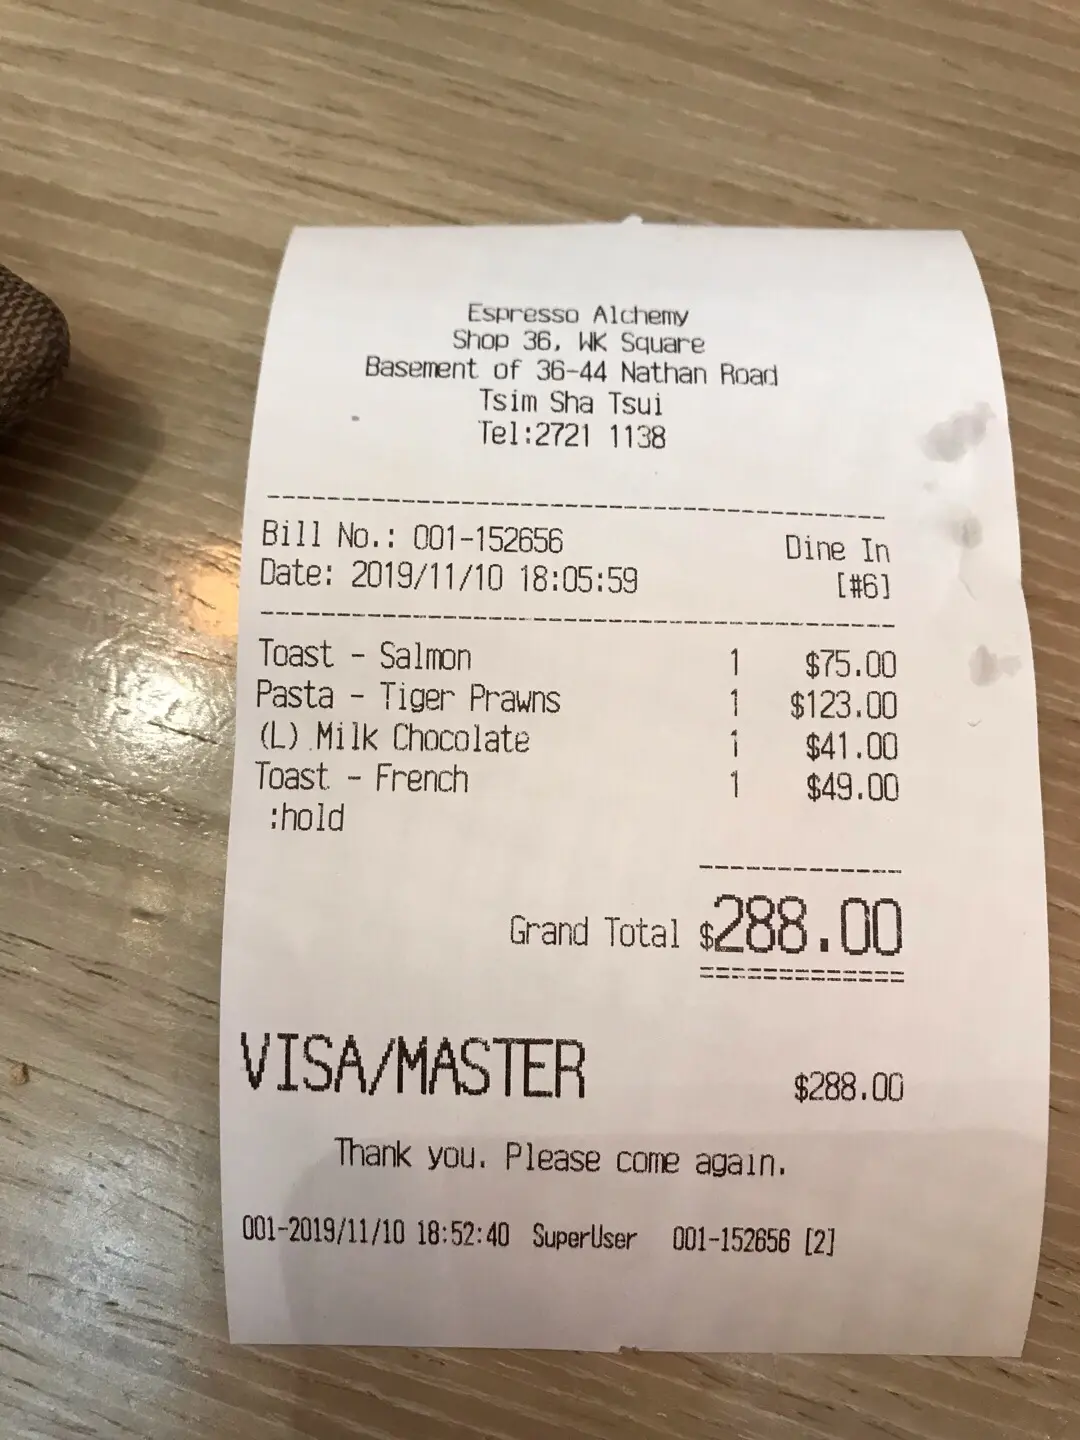 Espresso Alchemy
Shop 36, WK Square
Basement of 36-44 Nathan Road
Tsim Sha Tsui
Tel:2721 1138
Bill No.: 001-152656 Dine In
Date: 2019/11/10 18:05:59 [#6]
Toast - Salmon 1 $75.00
Pasta - Tiger Prawns 1 $123.00
(L) Milk Chocolate 1 $41.00
Toast - French 1 $49.00
:hold
Grand Total $288.00
VISA/MASTER $288.00
Thank you. Please come again.
001-2019/11/10 18:52:40 SuperUser 001-152656 [2]